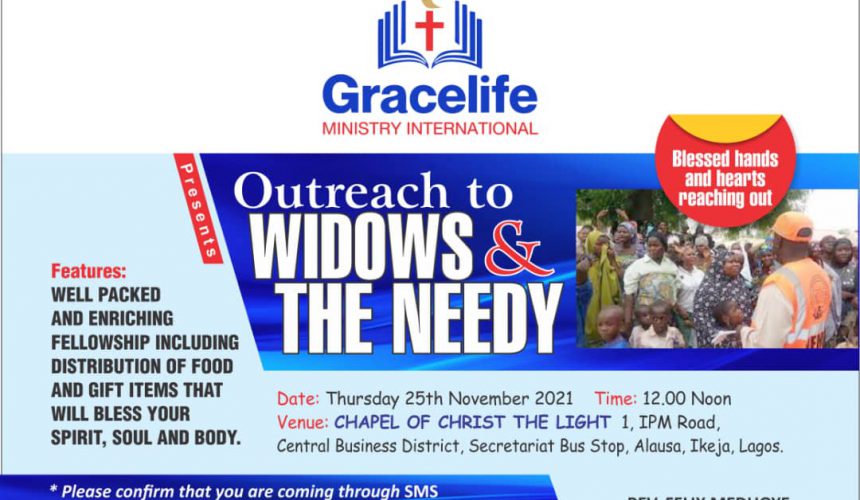 Gracelife
MINISTRY INTERNATIONAL
Presents
Outreach to
WIDOWS &
THE NEEDY
Blessed hands
and hearts
reaching out
Features:
WELL PACKED
AND ENRICHING
FELLOWSHIP INCLUDING
DISTRIBUTION OF FOOD
AND GIFT ITEMS THAT
WILL BLESS YOUR
SPIRIT, SOUL AND BODY.
Date: Thursday 25th November 2021 Time: 12.00 Noon
Venue: CHAPEL OF CHRIST THE LIGHT 1, IPM Road,
Central Business District, Secretariat Bus Stop, Alausa, Ikeja, Lagos.
* Please confirm that you are coming through SMS
REV. FELIX